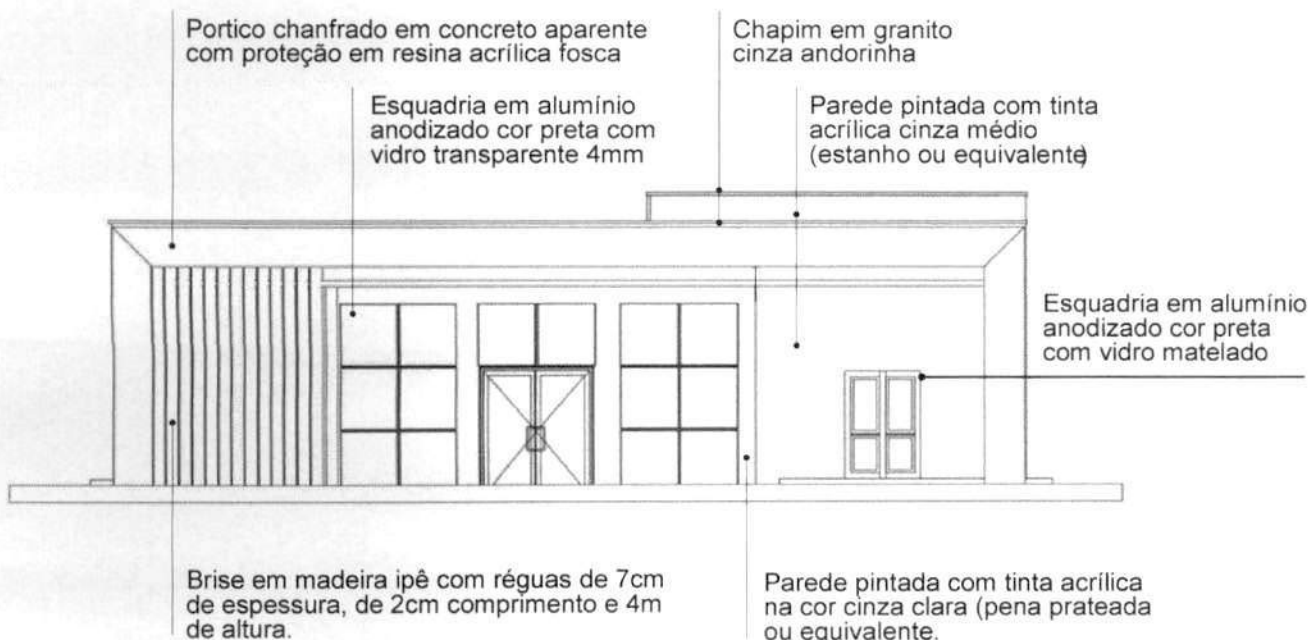 Portico chanfrado em concreto aparente
com proteção em resina acrílica fosca
Chapim em granito
cinza andorinha
Esquadria em alumínio
anodizado cor preta com
vidro transparente 4mm
Parede pintada com tinta
acrílica cinza médio
(estanho ou equivalente)
Esquadria em alumínio
anodizado cor preta
com vidro matelado
Brise em madeira ipê com réguas de 7cm
de espessura, de 2cm comprimento e 4m
de altura.
Parede pintada com tinta acrílica
na cor cinza clara (pena prateada
ou equivalente.